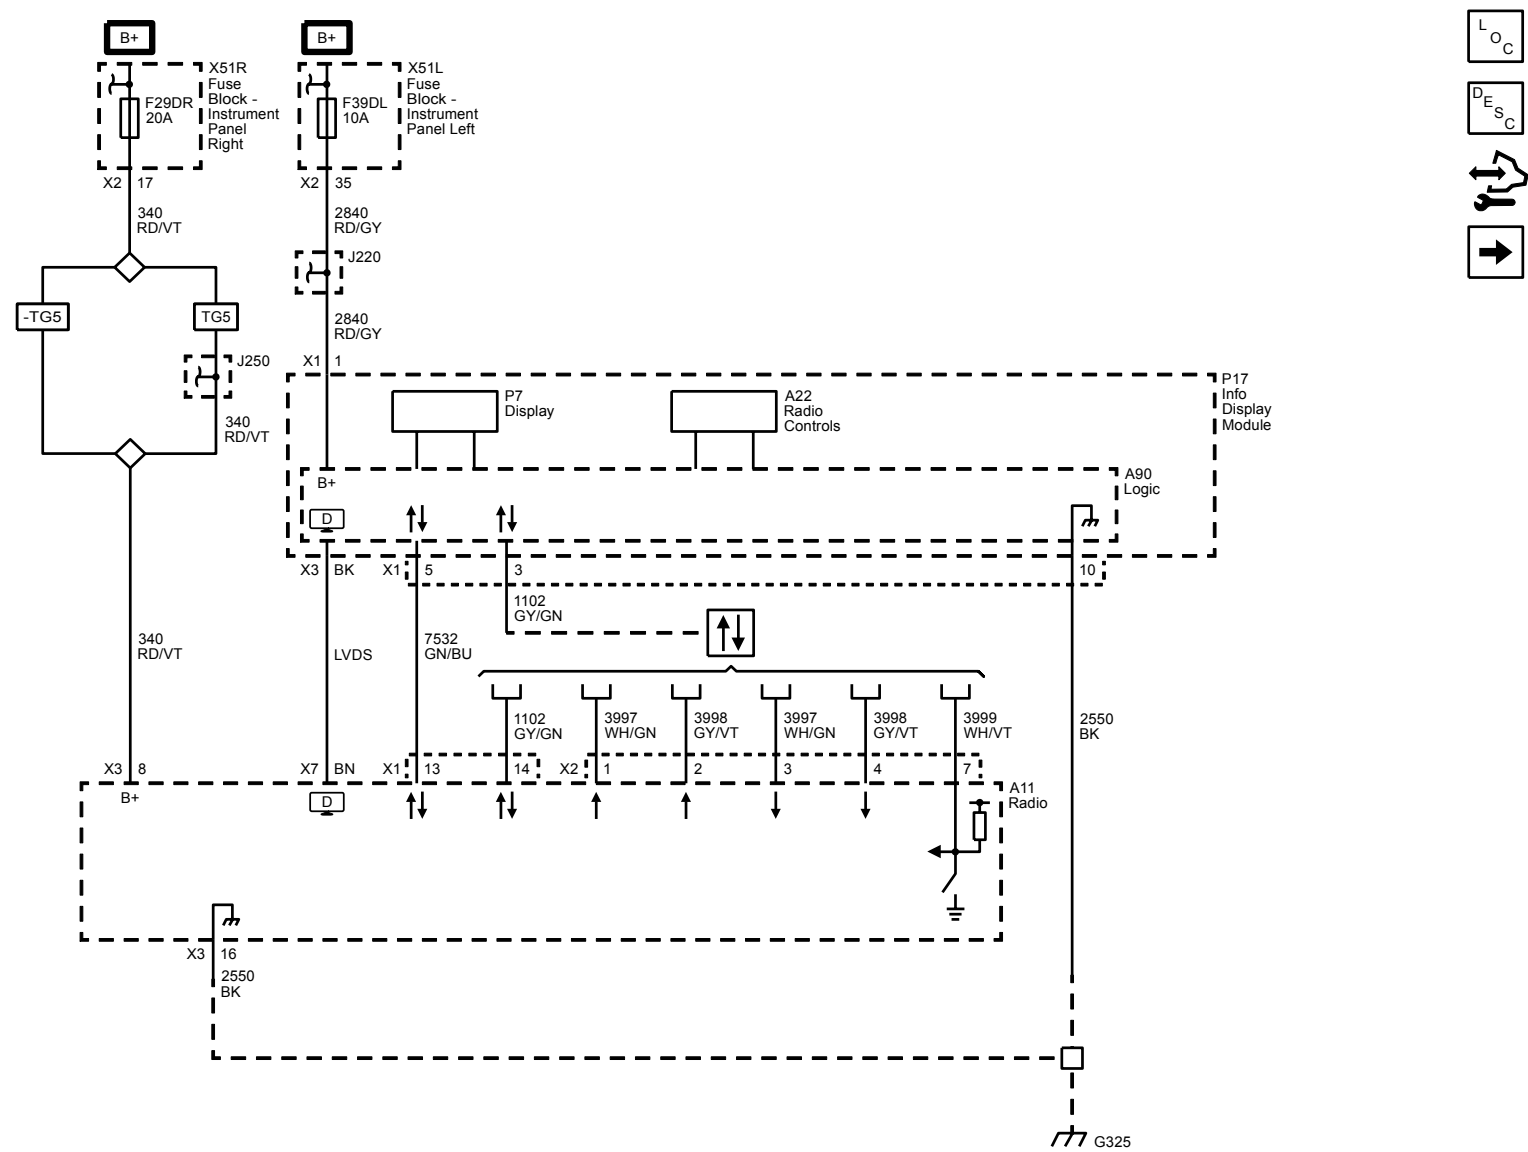 B+
B+
L
O
C
X51R
Fuse
Block -
Instrument
Panel
Right
F29DR
20A
X51L
Fuse
Block -
Instrument
Panel Left
F39DL
10A
D
E
S
C
X2 17
X2 35
340
RD/VT
2840
RD/GY
J220
-TG5
TG5
2840
RD/GY
J250
X1 1
340
RD/VT
P7
Display
A22
Radio
Controls
P17
Info
Display
Module
A90
Logic
B+
D
X3 BK
X1 5
3
10
1102
GY/GN
340
RD/VT
LVDS
7532
GN/BU
1102
GY/GN
3997
WH/GN
3998
GY/VT
3997
WH/GN
3998
GY/VT
3999
WH/VT
2550
BK
X3 8
X7 BN
X1 13
14
X2 1
2
3
4
7
B+
D
A11
Radio
X3 16
2550
BK
G325